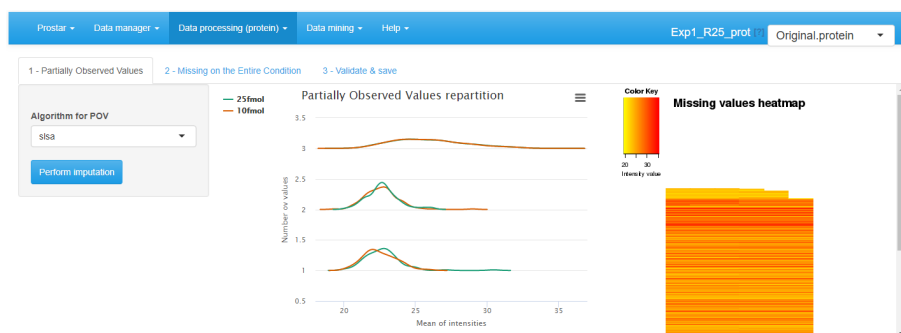 Prostar Data manager Data processing (protein) Data mining Help Exp1_R25_prot [?] Original.protein
1 - Partially Observed Values 2 - Missing on the Entire Condition 3 - Validate & save
Algorithm for POV
slsa
Perform imputation
25fmol
10fmol
Partially Observed Values repartition
Number ov values
3.5
3
2.5
2
1.5
1
0.5
20 25 30 35
Mean of intensities
Color Key
20 30
Intensity value
Missing values heatmap